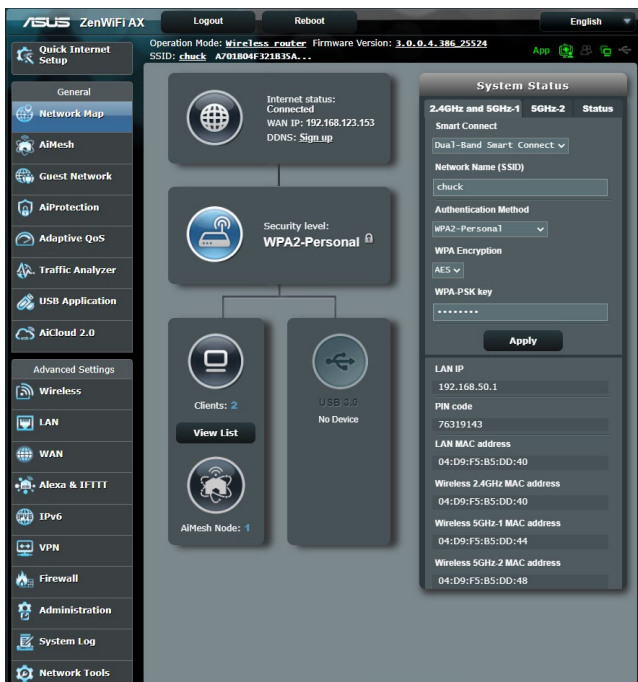 ASUS ZenWiFi AX Logout Reboot English
Operation Mode: Wireless router Firmware Version: 3.0.0.4.386_25524
SSID: chuck A701B04F321B35A... App
Quick Internet Setup
General
Network Map
AiMesh
Guest Network
AiProtection
Adaptive QoS
Traffic Analyzer
USB Application
AiCloud 2.0
Advanced Settings
Wireless
LAN
WAN
Alexa & IFTTT
IPv6
VPN
Firewall
Administration
System Log
Network Tools
Internet status:
Connected
WAN IP: 192.168.123.153
DDNS: Sign up
Security level:
WPA2-Personal
Clients: 2
View List
AiMesh Node: 1
USB 3.0
No Device
System Status
2.4GHz and 5GHz-1 5GHz-2 Status
Smart Connect
Dual-Band Smart Connect
Network Name (SSID)
chuck
Authentication Method
WPA2-Personal
WPA Encryption
AES
WPA-PSK key
........
Apply
LAN IP
192.168.50.1
PIN code
76319143
LAN MAC address
04:D9:F5:B5:DD:40
Wireless 2.4GHz MAC address
04:D9:F5:B5:DD:40
Wireless 5GHz-1 MAC address
04:D9:F5:B5:DD:44
Wireless 5GHz-2 MAC address
04:D9:F5:B5:DD:48